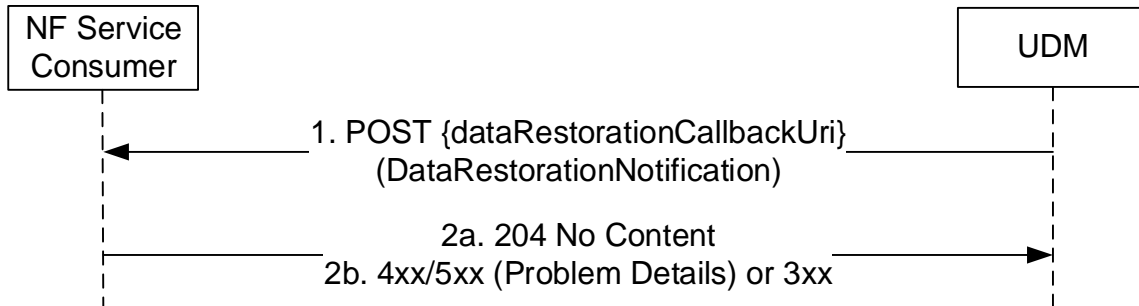 NF Service
Consumer
UDM
1. POST {dataRestorationCallbackUri}
(DataRestorationNotification)
2a. 204 No Content
2b. 4xx/5xx (Problem Details) or 3xx